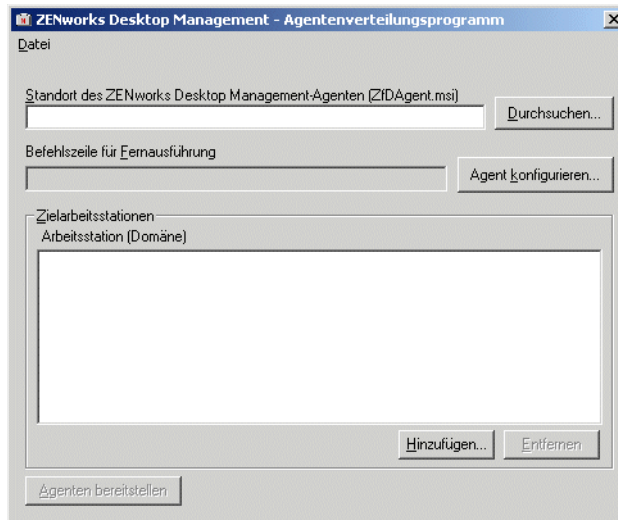 ZENworks Desktop Management - Agentenverteilungsprogramm
Datei
Standort des ZENworks Desktop Management-Agenten (ZfDAgent.msi)
Durchsuchen...
Befehlszeile für Fernausführung
Agent konfigurieren...
Zielarbeitsstationen
Arbeitsstation (Domäne)
Hinzufügen...
Entfernen
Agenten bereitstellen